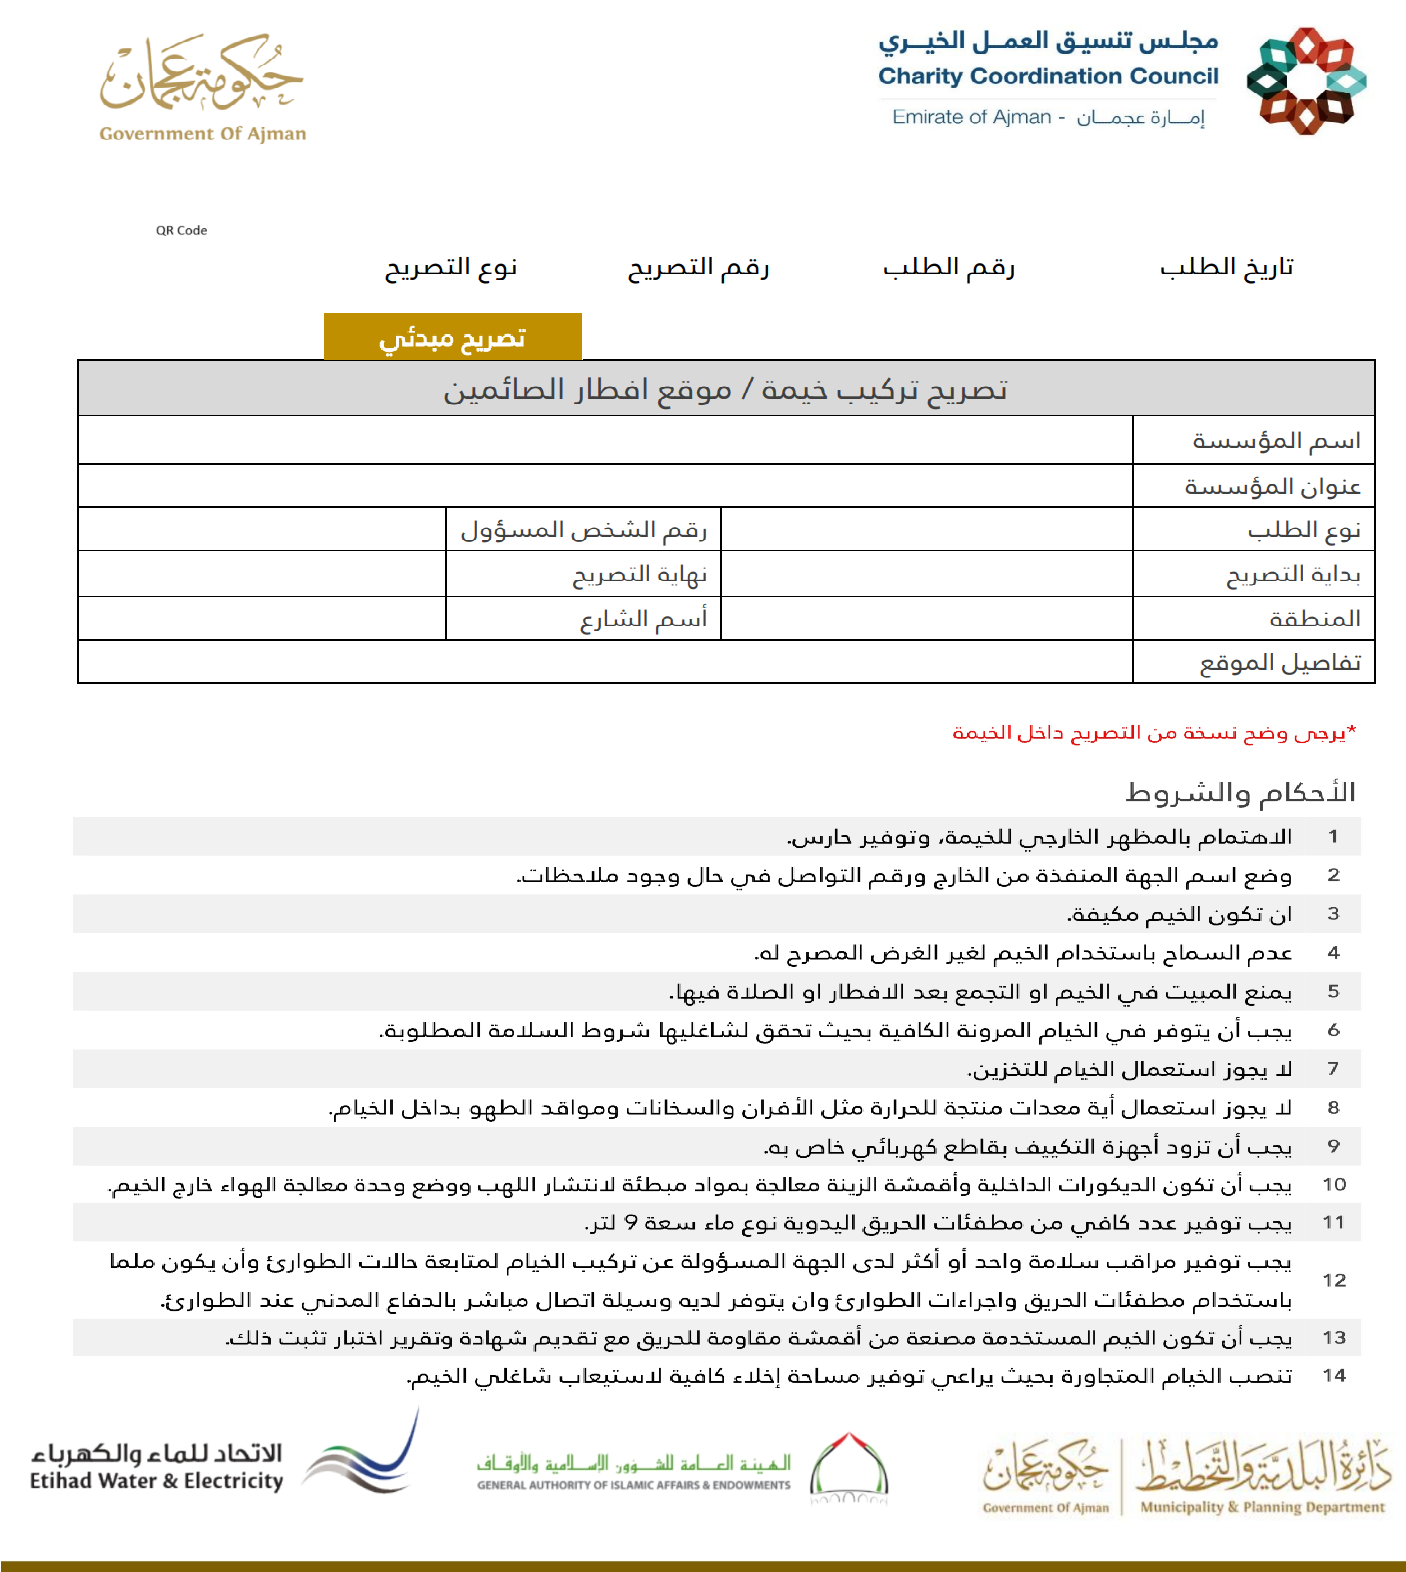 حكومة عجمان
Government Of Ajman
مجلـس تنسيـق العمـل الخيـري
Charity Coordination Council
إمــارة عجمــان - Emirate of Ajman
QR Code
تاريخ الطلب
رقم الطلب
رقم التصريح
نوع التصريح
تصريح مبدئي
تصريح تركيب خيمة / موقع افطار الصائمين
اسم المؤسسة
عنوان المؤسسة
نوع الطلب
رقم الشخص المسؤول
بداية التصريح
نهاية التصريح
المنطقة
أسم الشارع
تفاصيل الموقع
*يرجى وضع نسخة من التصريح داخل الخيمة
الأحكام والشروط
1 الاهتمام بالمظهر الخارجي للخيمة، وتوفير حارس.
2 وضع اسم الجهة المنفذة من الخارج ورقم التواصل في حال وجود ملاحظات.
3 ان تكون الخيم مكيفة.
4 عدم السماح باستخدام الخيم لغير الغرض المصرح له.
5 يمنع المبيت في الخيم او التجمع بعد الافطار او الصلاة فيها.
6 يجب أن يتوفر في الخيام المرونة الكافية بحيث تحقق لشاغليها شروط السلامة المطلوبة.
7 لا يجوز استعمال الخيام للتخزين.
8 لا يجوز استعمال أية معدات منتجة للحرارة مثل الأفران والسخانات ومواقد الطهو بداخل الخيام.
9 يجب أن تزود أجهزة التكييف بقاطع كهربائي خاص به.
10 يجب أن تكون الديكورات الداخلية وأقمشة الزينة معالجة بمواد مبطئة لانتشار اللهب ووضع وحدة معالجة الهواء خارج الخيم.
11 يجب توفير عدد كافي من مطفئات الحريق اليدوية نوع ماء سعة 9 لتر.
12 يجب توفير مراقب سلامة واحد أو أكثر لدى الجهة المسؤولة عن تركيب الخيام لمتابعة حالات الطوارئ وأن يكون ملما
باستخدام مطفئات الحريق واجراءات الطوارئ وان يتوفر لديه وسيلة اتصال مباشر بالدفاع المدني عند الطوارئ.
13 يجب أن تكون الخيم المستخدمة مصنعة من أقمشة مقاومة للحريق مع تقديم شهادة وتقرير اختبار تثبت ذلك.
14 تنصب الخيام المتجاورة بحيث يراعي توفير مساحة إخلاء كافية لاستيعاب شاغلي الخيم.
دَائِرَةُ البَلَدِيَّةِ وَالتَّخْطِيطِ
Municipality & Planning Department
حكومة عجمان
Government Of Ajman
الهيئة العــامة للشــؤون الإســلامية والأوقــاف
GENERAL AUTHORITY OF ISLAMIC AFFAIRS & ENDOWMENTS
الاتحاد للماء والكهرباء
Etihad Water & Electricity